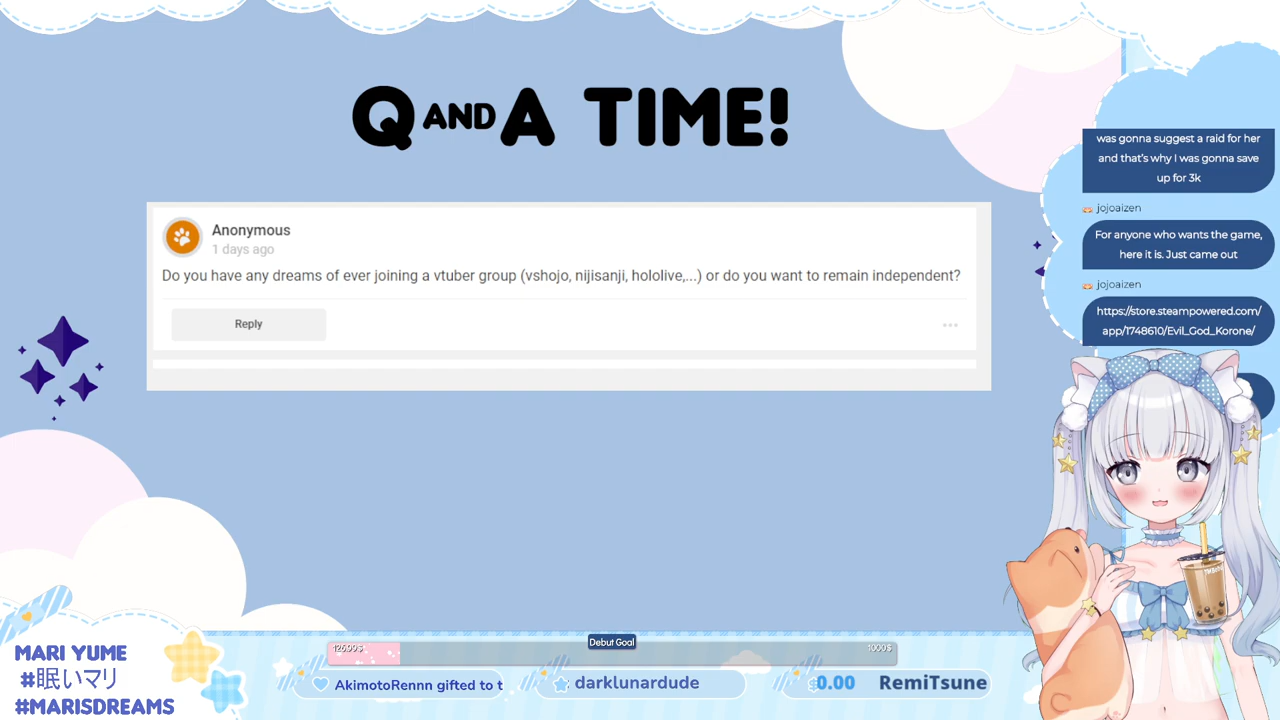 Q AND A TIME!
Anonymous
1 days ago
Do you have any dreams of ever joining a vtuber group (vshojo, nijisanji, hololive,...) or do you want to remain independent?
Reply
was gonna suggest a raid for her
and that's why I was gonna save
up for 3k
jojoaizen
For anyone who wants the game,
here it is. Just came out
jojoaizen
https://store.steampowered.com/
app/1748610/Evil_God_Korone/
Debut Goal
126.99$
1000$
AkimotoRennn gifted to t
darklunardude
$0.00 RemiTsune
MARI YUME
#眠いマリ
#MARISDREAMS